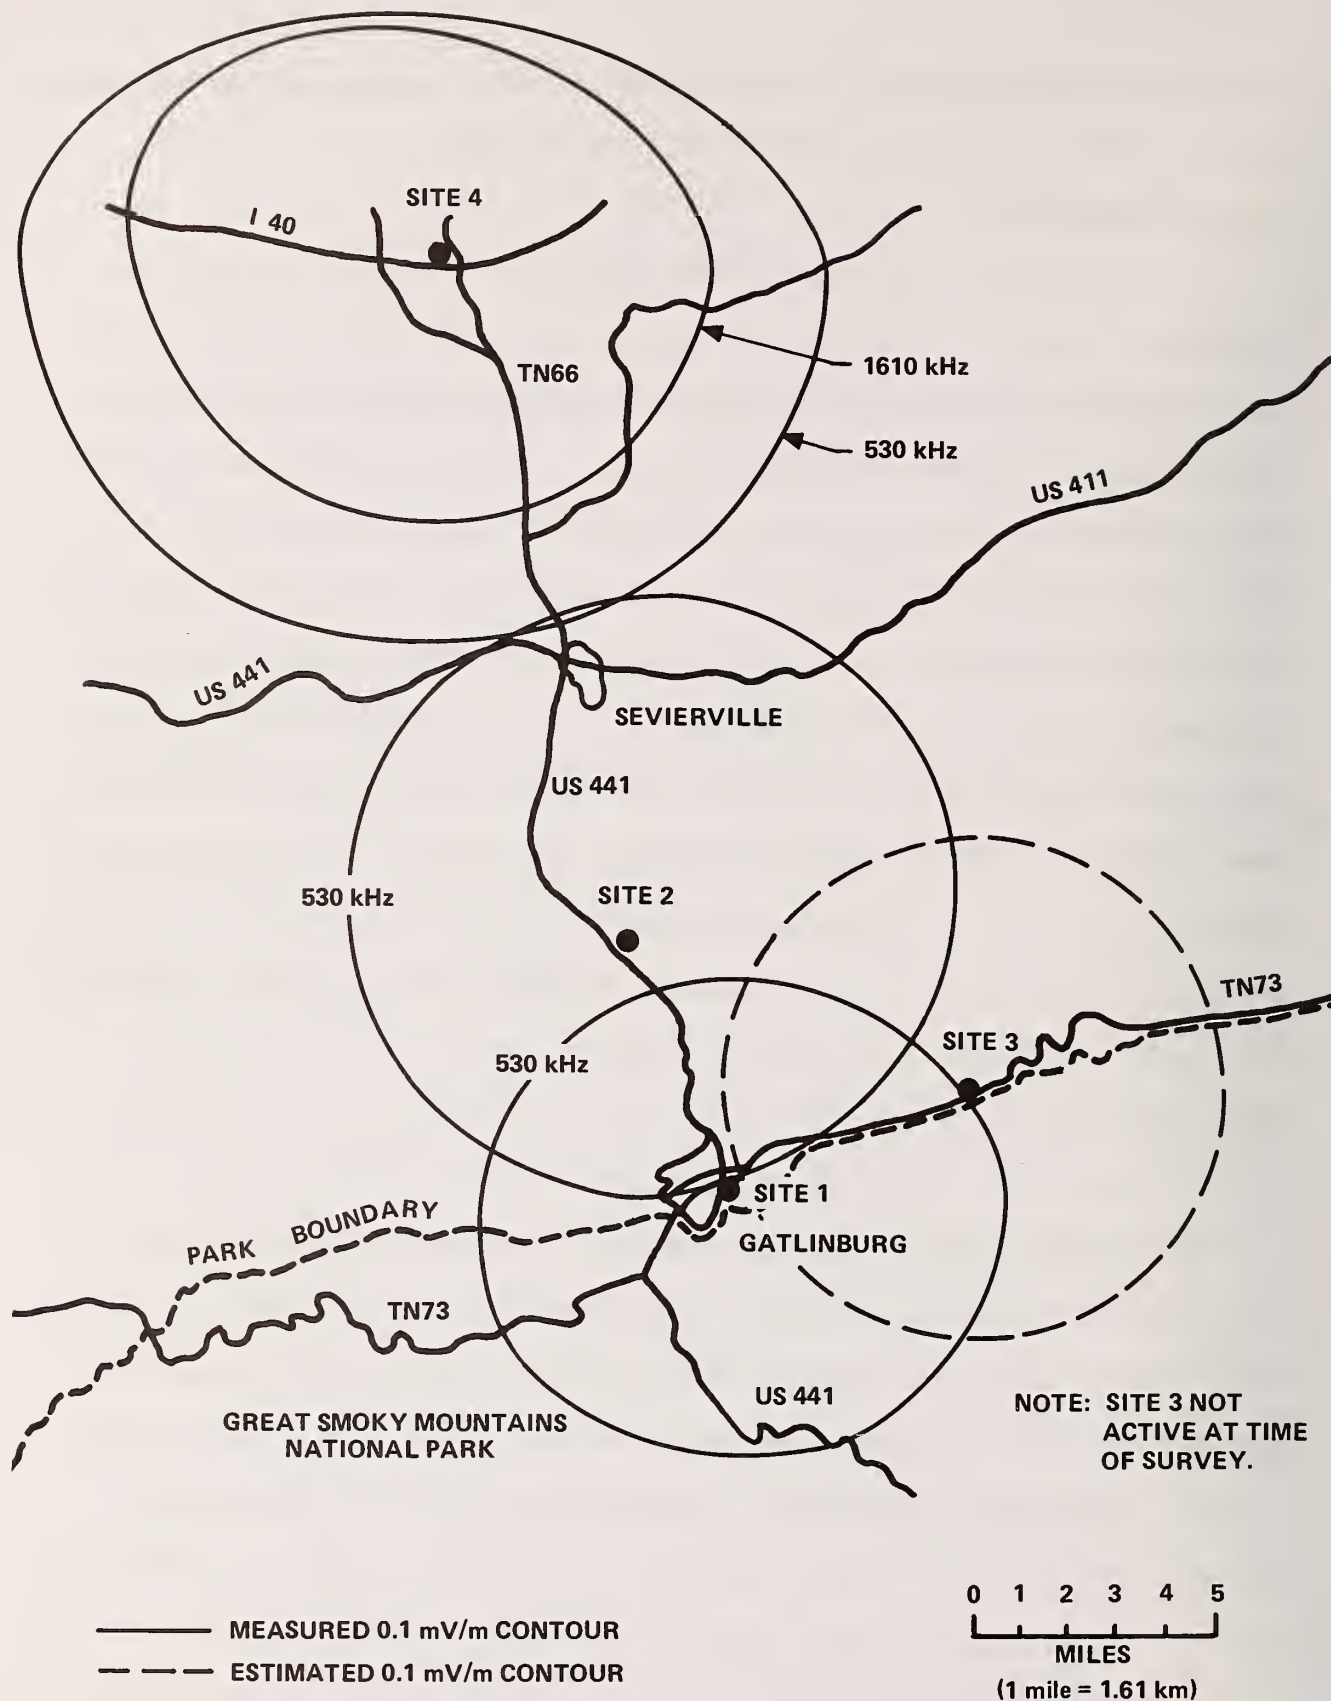 SITE 4
I 40
TN66
1610 kHz
530 kHz
US 411
US 441
SEVIERVILLE
US 441
530 kHz
SITE 2
TN73
SITE 3
530 kHz
SITE 1
PARK BOUNDARY
GATLINBURG
TN73
US 441
GREAT SMOKY MOUNTAINS
NATIONAL PARK
NOTE: SITE 3 NOT
ACTIVE AT TIME
OF SURVEY.
0 1 2 3 4 5
MILES
(1 mile = 1.61 km)
MEASURED 0.1 mV/m CONTOUR
ESTIMATED 0.1 mV/m CONTOUR